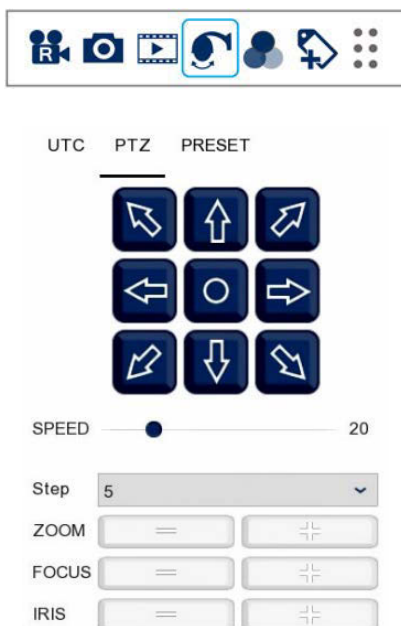 R
UTC PTZ PRESET
SPEED 20
Step 5
ZOOM
FOCUS
IRIS